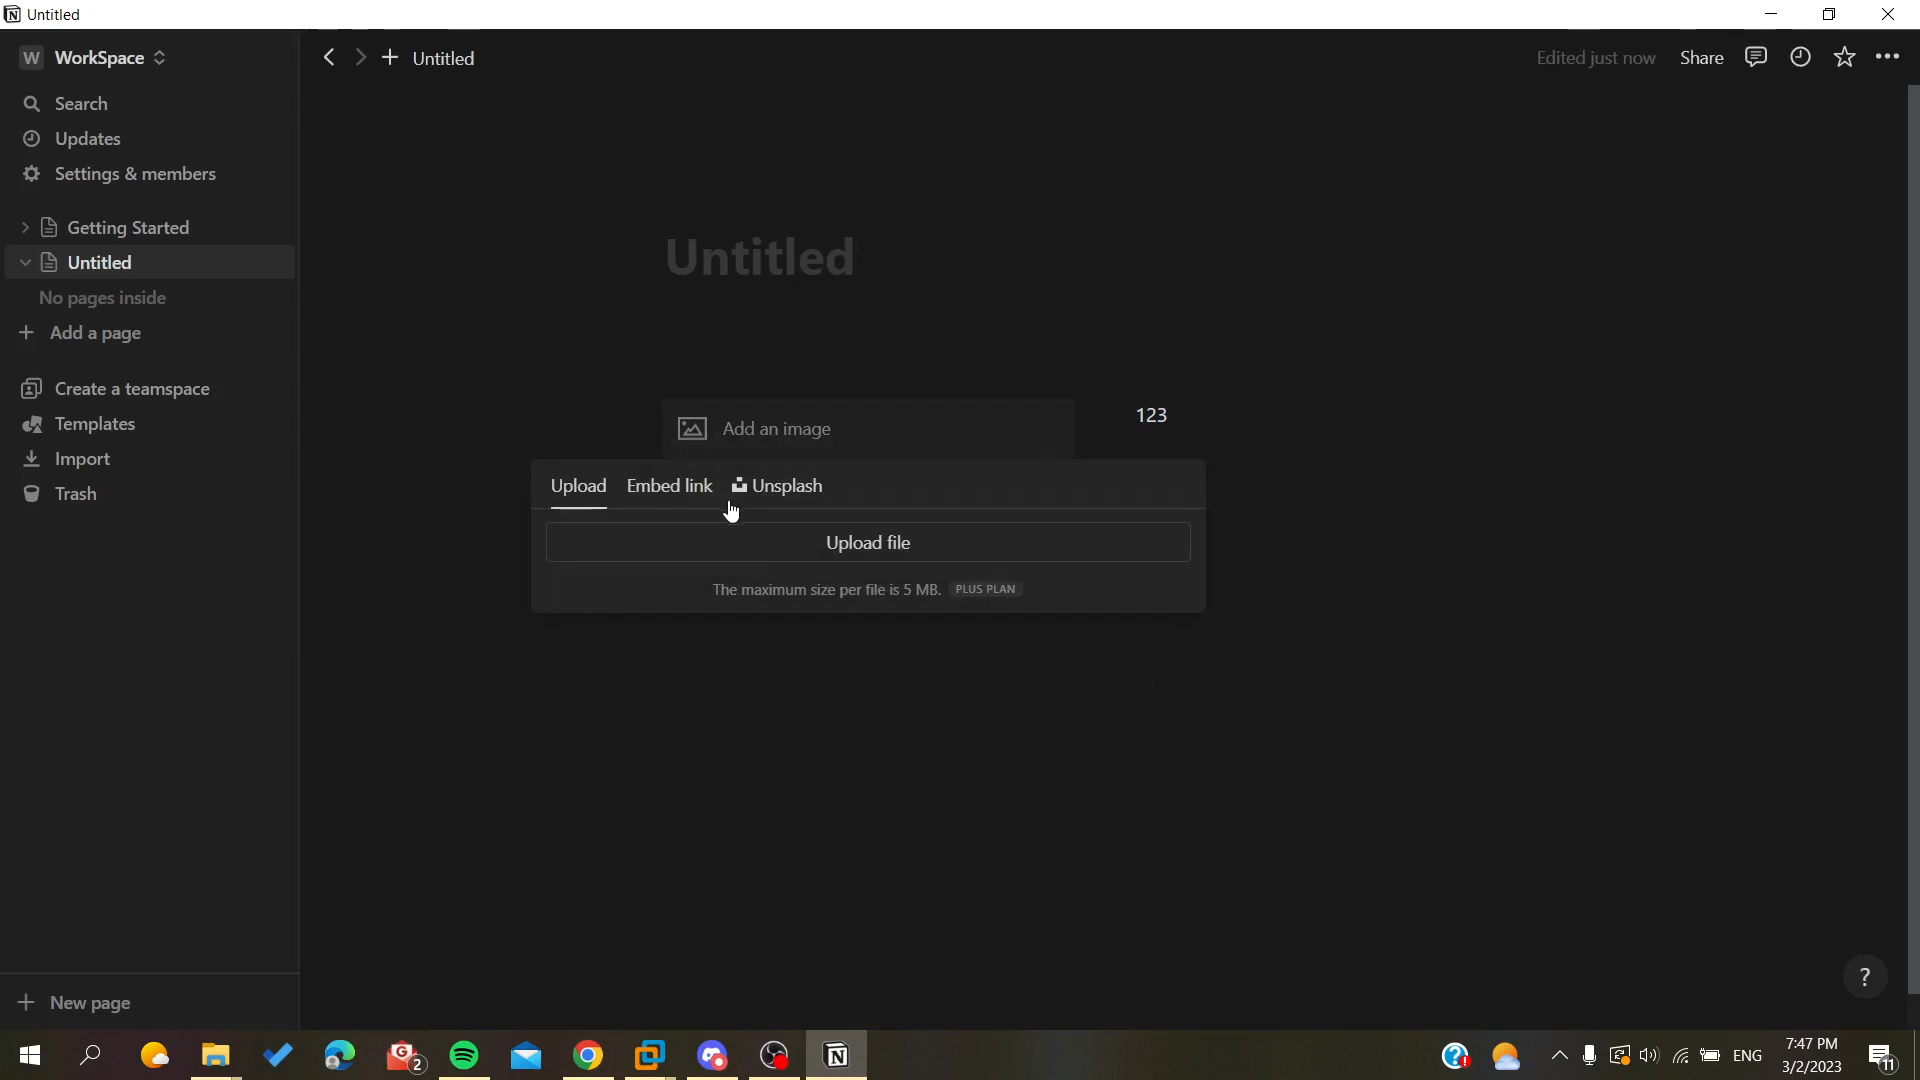 Untitled
W WorkSpace
Search
Updates
Settings & members
Getting Started
Untitled
No pages inside
Add a page
Create a teamspace
Templates
Import
Trash
New page
Untitled
Edited just now Share
Untitled
Add an image
123
Upload Embed link Unsplash
Upload file
The maximum size per file is 5 MB. PLUS PLAN
?
2
ENG
7:47 PM
3/2/2023
11